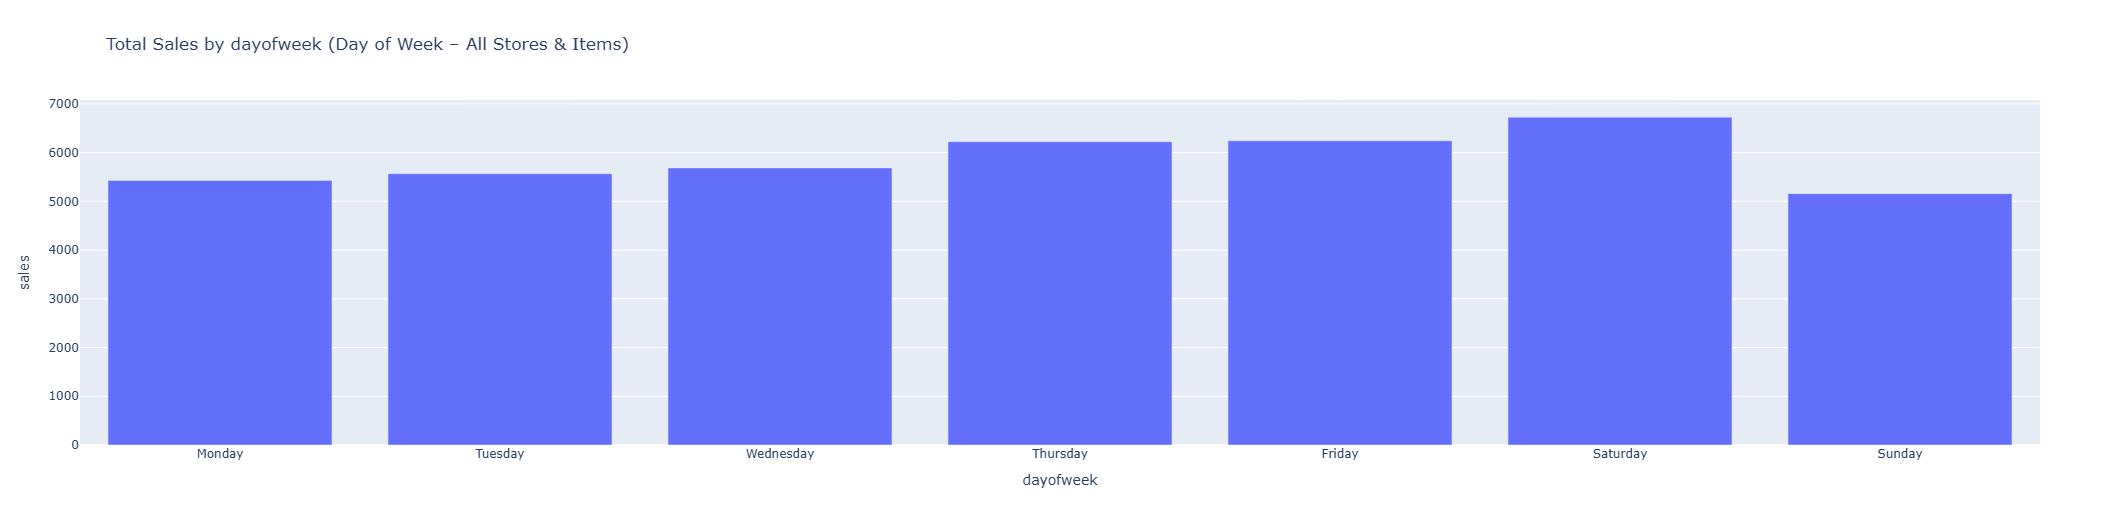 Total Sales by dayofweek (Day of Week – All Stores & Items)
7000
6000
5000
4000
3000
2000
1000
0
sales
Monday Tuesday Wednesday Thursday Friday Saturday Sunday
dayofweek